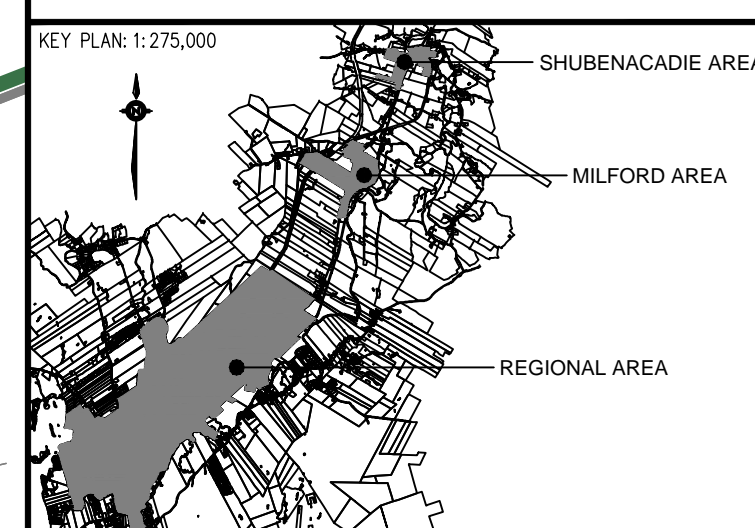 KEY PLAN: 1:275,000
N
SHUBENACADIE AREA
MILFORD AREA
REGIONAL AREA